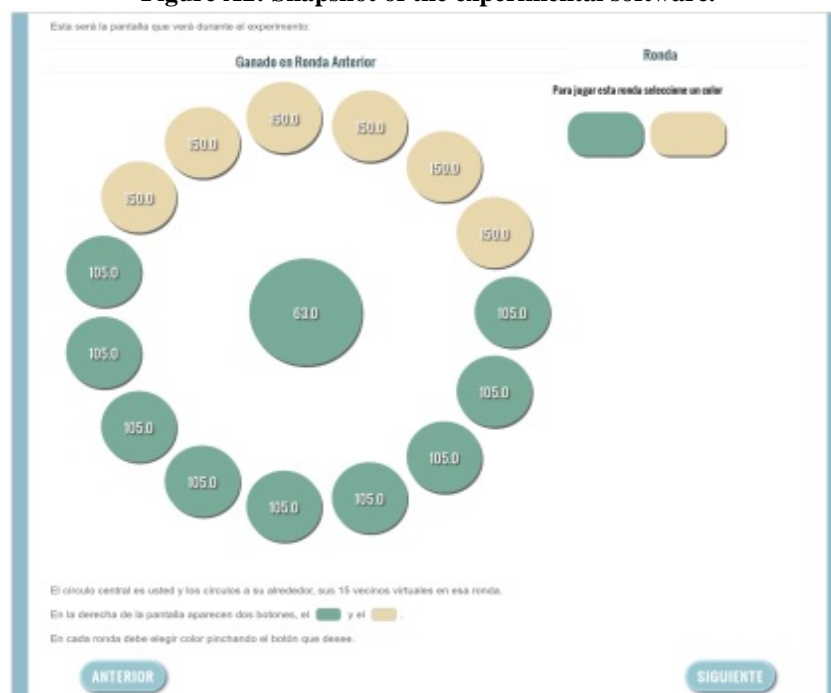 Figure A1: Snapshot of the experimental software.
Esta será la pantalla que verá durante el experimento:
Ganado en Ronda Anterior
Ronda
Para jugar esta ronda seleccione un color
150.0
150.0
150.0
150.0
150.0
150.0
105.0
63.0
105.0
105.0
105.0
105.0
105.0
105.0
105.0
105.0
El círculo central es usted y los círculos a su alrededor, sus 15 vecinos virtuales en esa ronda.
En la derecha de la pantalla aparecen dos botones, el y el .
En cada ronda debe elegir color pinchando el botón que desee.
ANTERIOR
SIGUIENTE